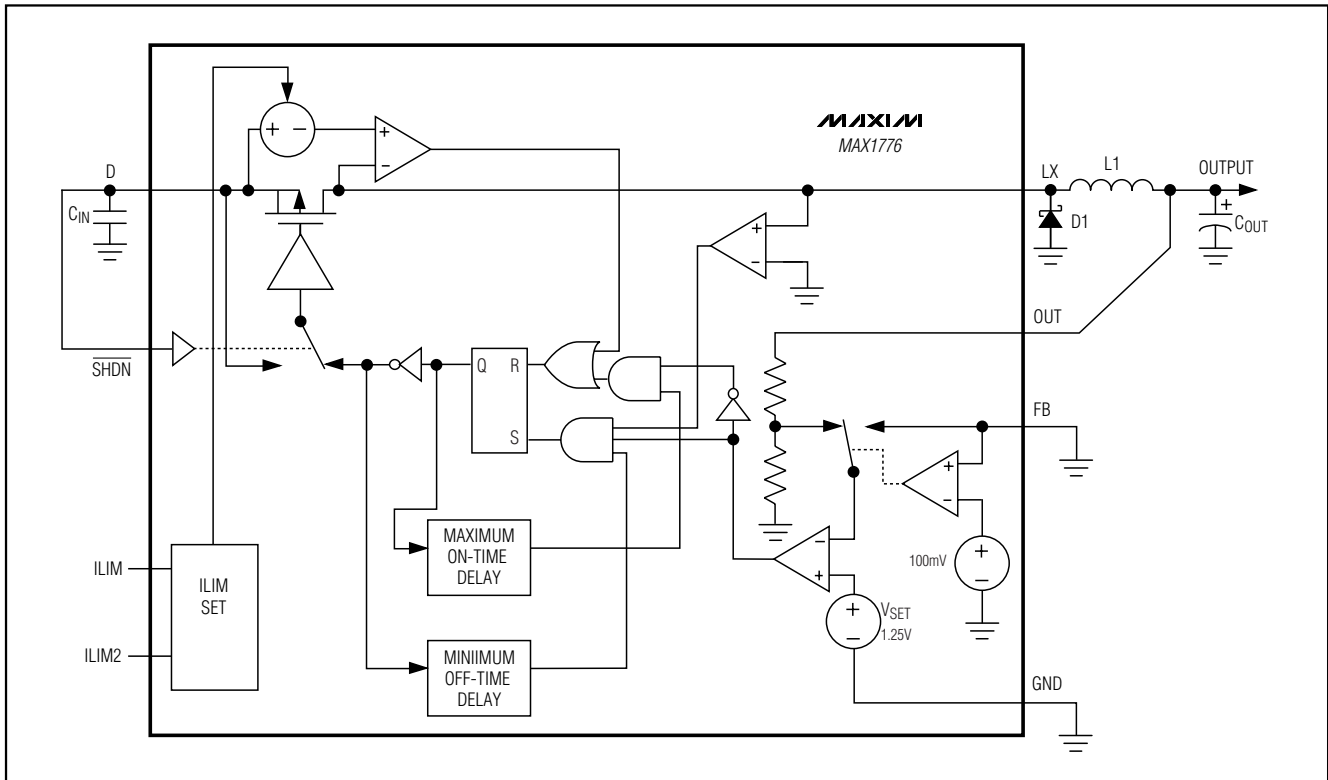 MAXIM
MAX1776
D
LX
L1
OUTPUT
CIN
D1
+
COUT
+ −
+
−
+
−
OUT
SHDN
Q R
S
FB
+
−
MAXIMUM
ON-TIME
DELAY
−
+
100mV
+
−
ILIM
ILIM
SET
VSET
1.25V
+
−
ILIM2
MINIIMUM
OFF-TIME
DELAY
GND